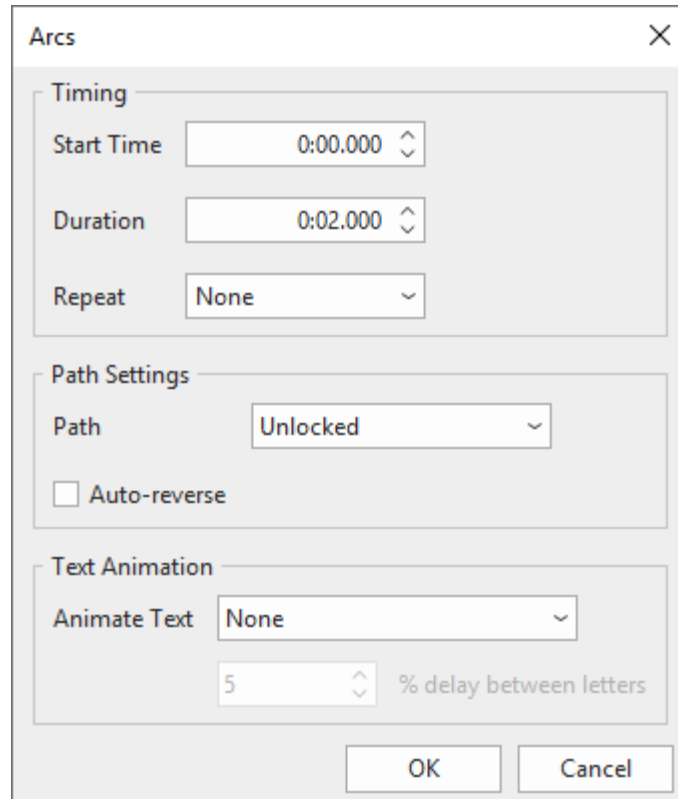 Arcs
Timing
Start Time 0:00.000
Duration 0:02.000
Repeat None
Path Settings
Path Unlocked
Auto-reverse
Text Animation
Animate Text None
5 % delay between letters
OK Cancel